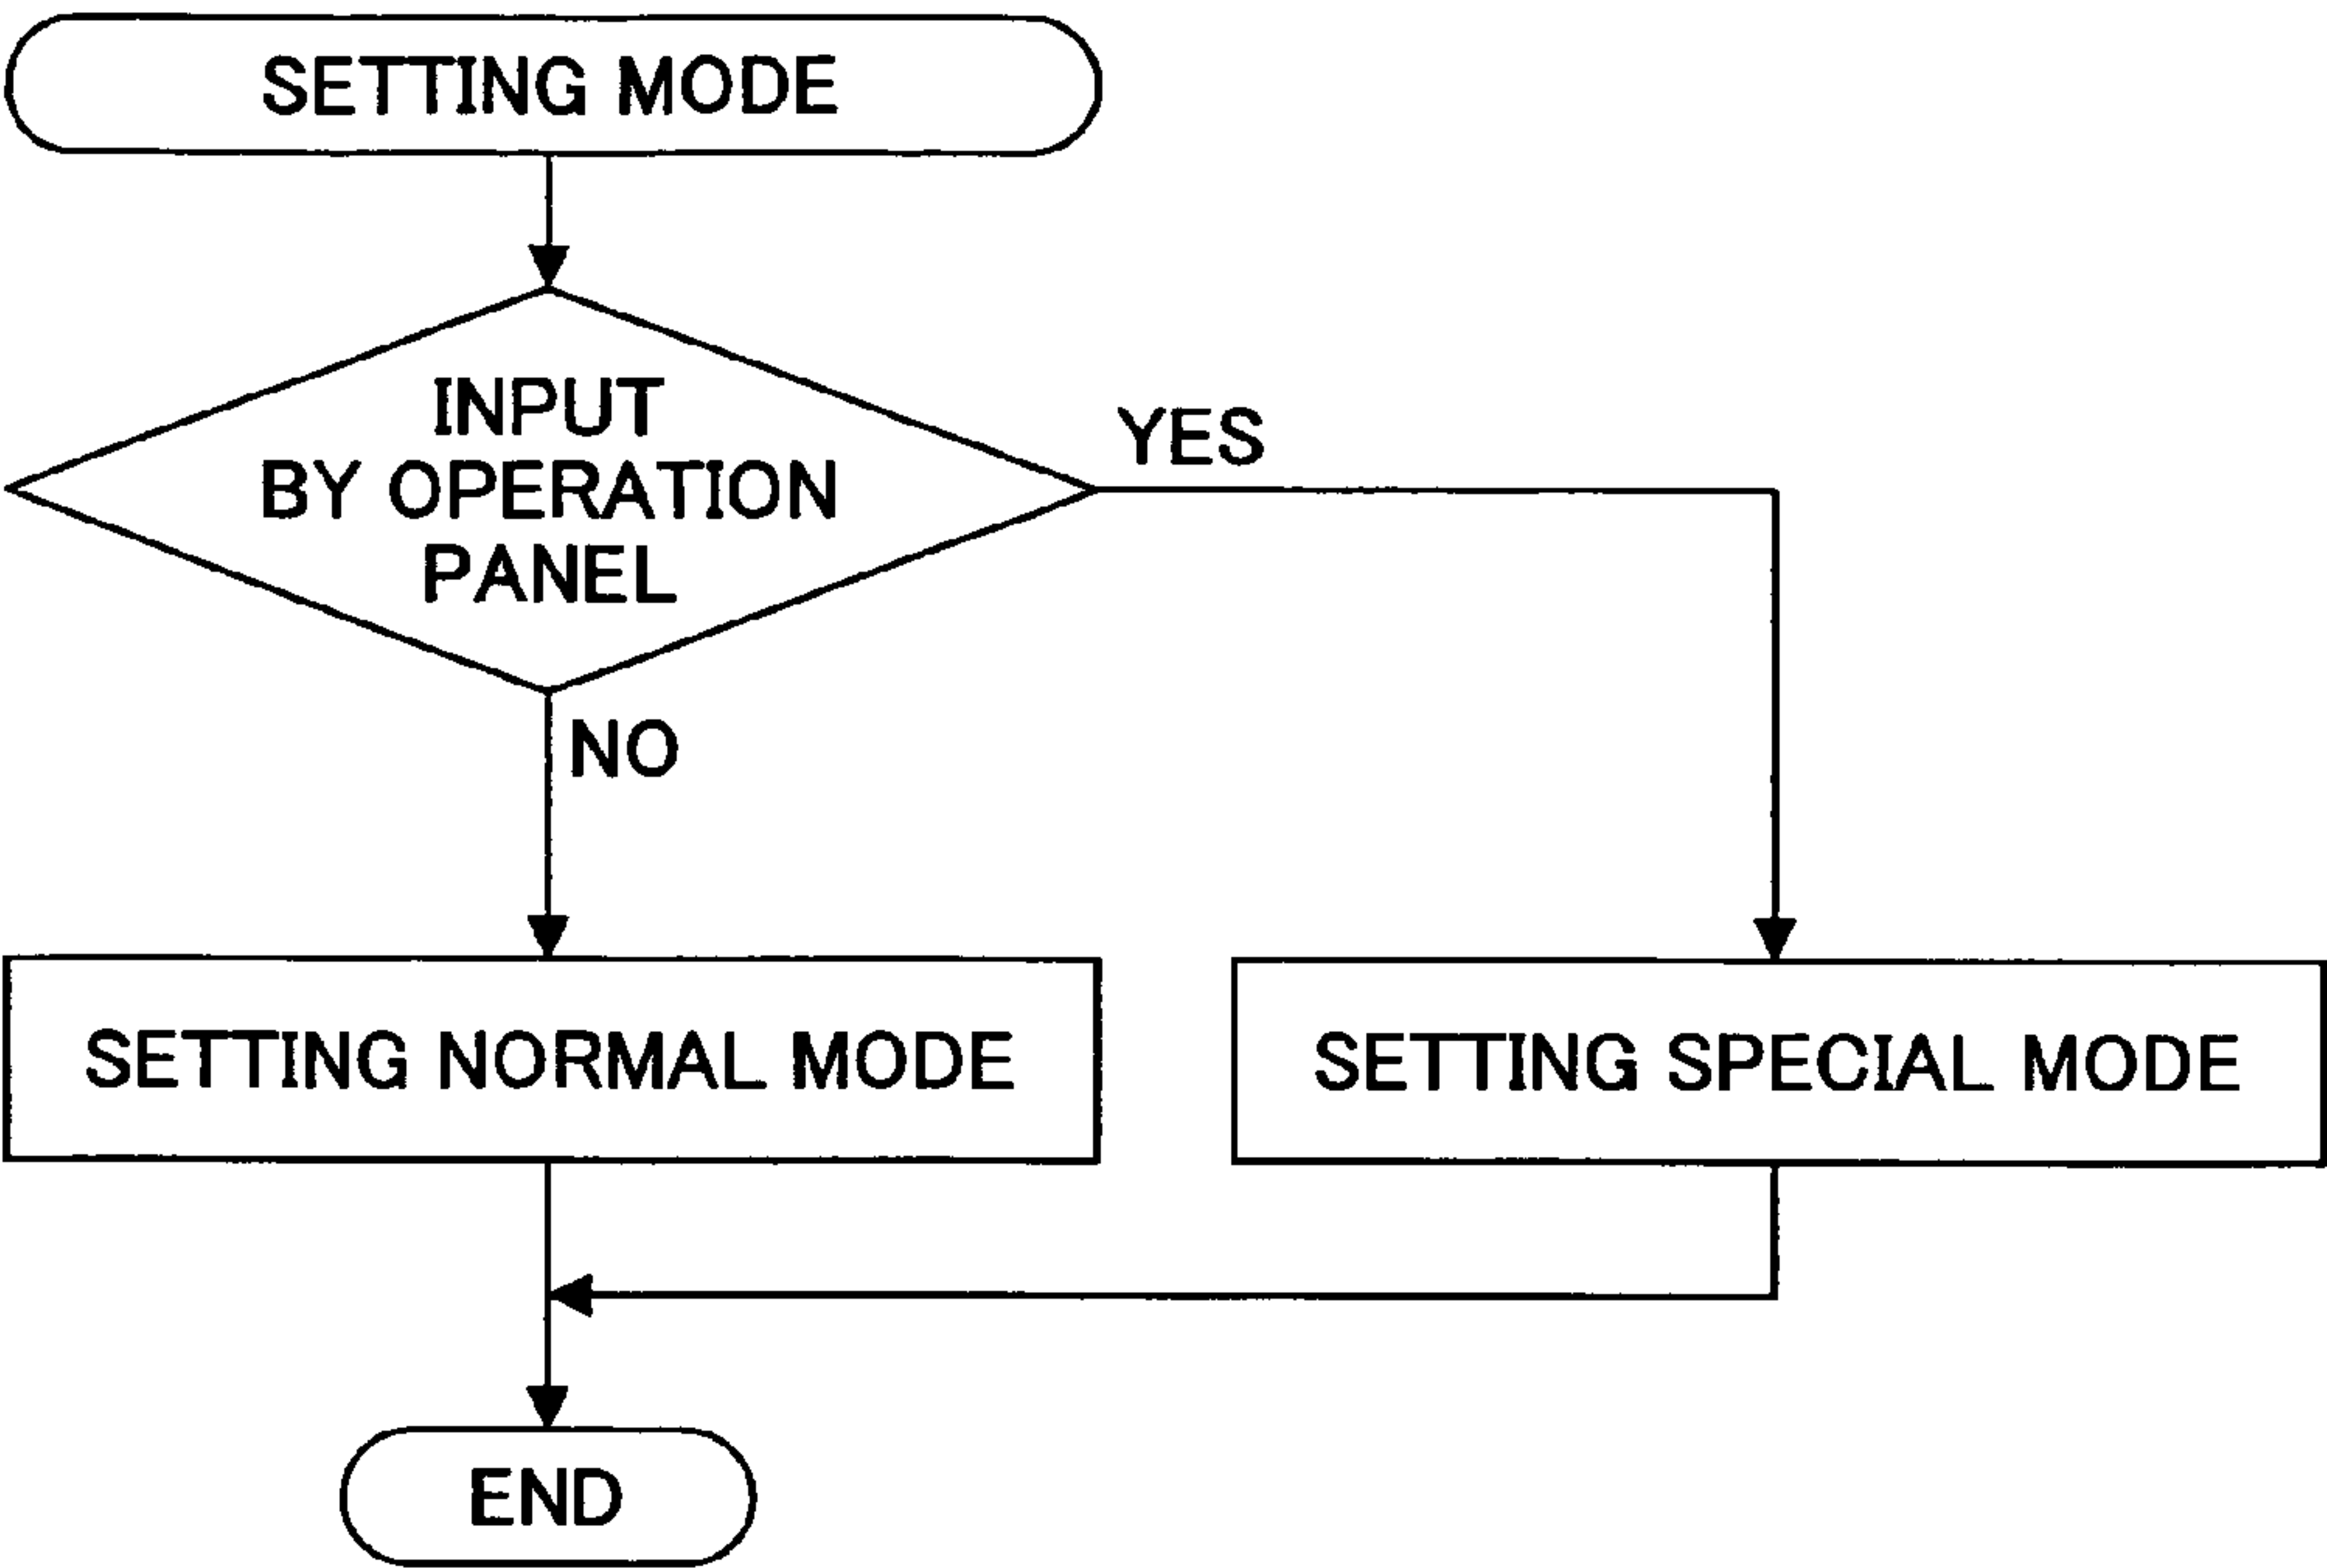 SETTING MODE
INPUT
BY OPERATION
PANEL
YES
NO
SETTING NORMAL MODE
SETTING SPECIAL MODE
END